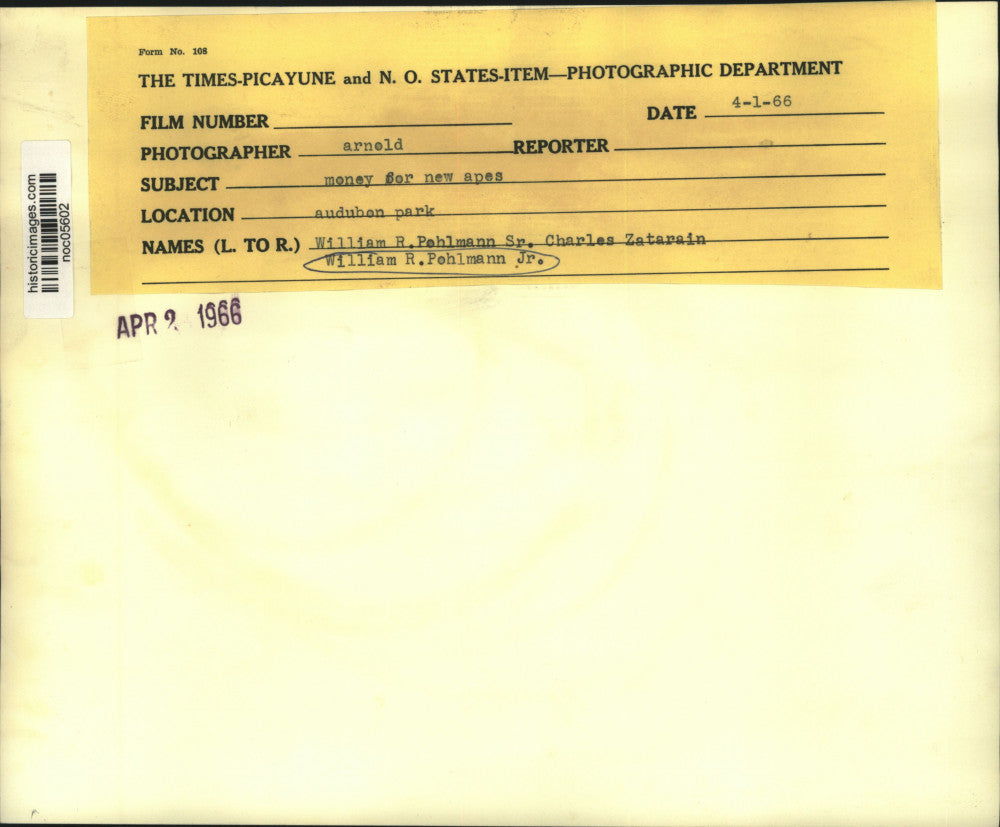 Form No. 108
THE TIMES-PICAYUNE and N. O. STATES-ITEM—PHOTOGRAPHIC DEPARTMENT
FILM NUMBER
DATE 4-1-66
PHOTOGRAPHER arnold REPORTER
SUBJECT money for new apes
LOCATION audubon park
NAMES (L. TO R.) William R.Pohlmann Sr. Charles Zatarain
William R.Pohlmann Jr.
historicimages.com
noc05602
APR 2 1966